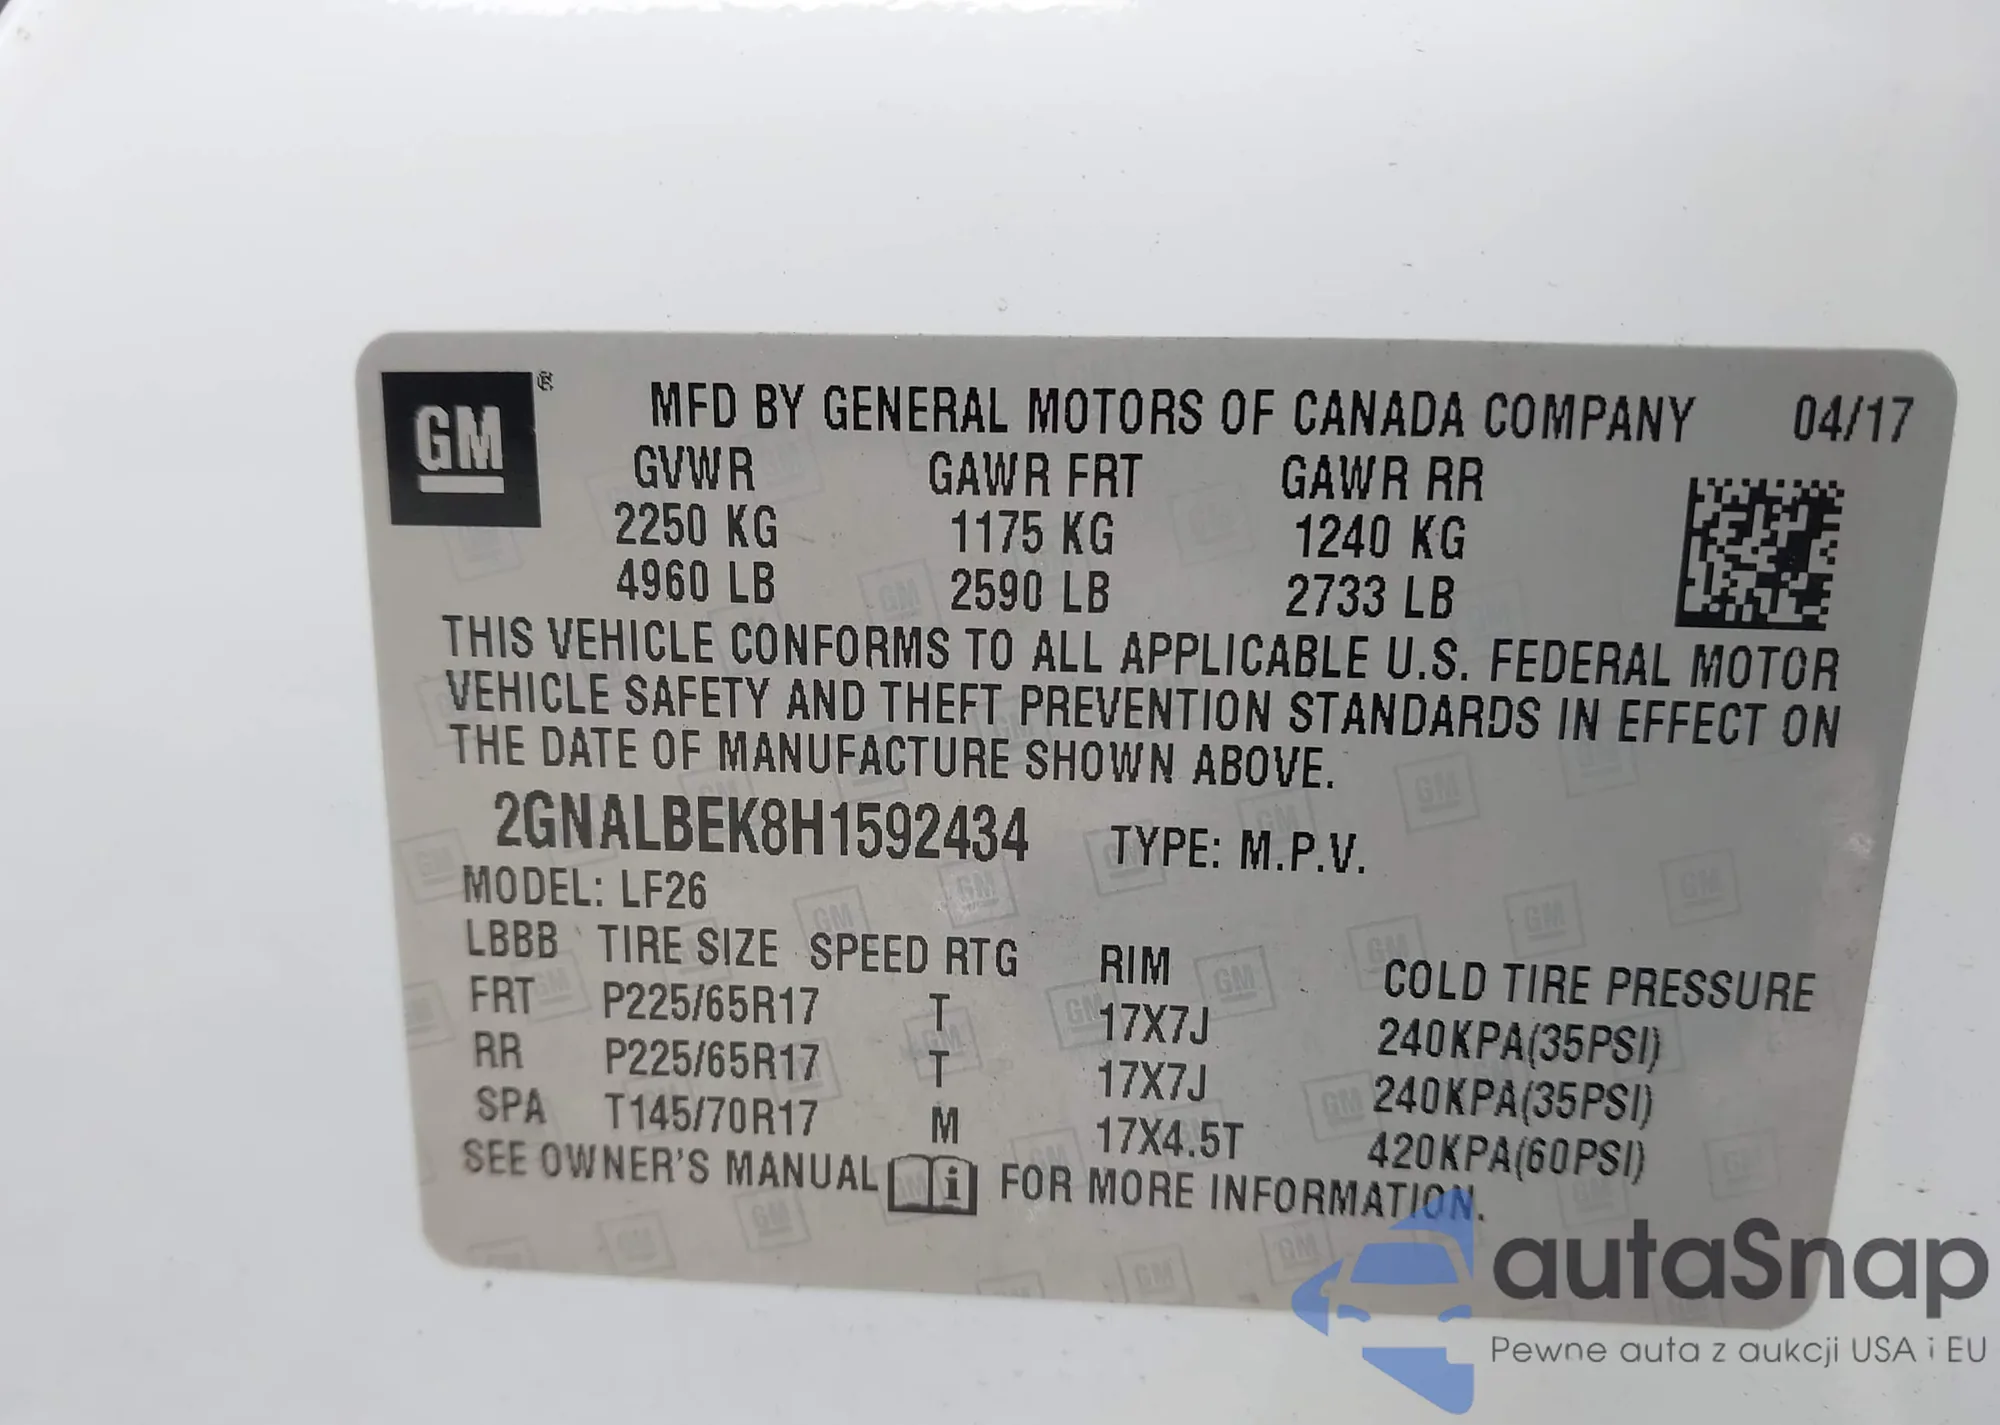 GM ®
MFD BY GENERAL MOTORS OF CANADA COMPANY 04/17
GVWR GAWR FRT GAWR RR
2250 KG 1175 KG 1240 KG
4960 LB 2590 LB 2733 LB
THIS VEHICLE CONFORMS TO ALL APPLICABLE U.S. FEDERAL MOTOR
VEHICLE SAFETY AND THEFT PREVENTION STANDARDS IN EFFECT ON
THE DATE OF MANUFACTURE SHOWN ABOVE.
2GNALBEK8H1592434 TYPE: M.P.V.
MODEL: LF26
LBBB TIRE SIZE SPEED RTG RIM COLD TIRE PRESSURE
FRT P225/65R17 T 17X7J 240KPA(35PSI)
RR P225/65R17 T 17X7J 240KPA(35PSI)
SPA T145/70R17 M 17X4.5T 420KPA(60PSI)
SEE OWNER'S MANUAL i FOR MORE INFORMATION.
autaSnap
Pewne auta z aukcji USA i EU